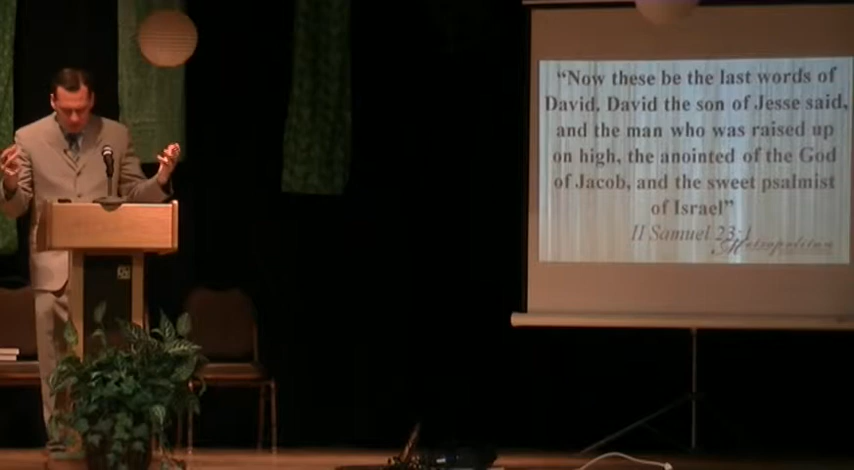 “Now these be the last words of
David, David the son of Jesse said,
and the man who was raised up
on high, the anointed of the God
of Jacob, and the sweet psalmist
of Israel”
II Samuel 23:1
Metropolitan